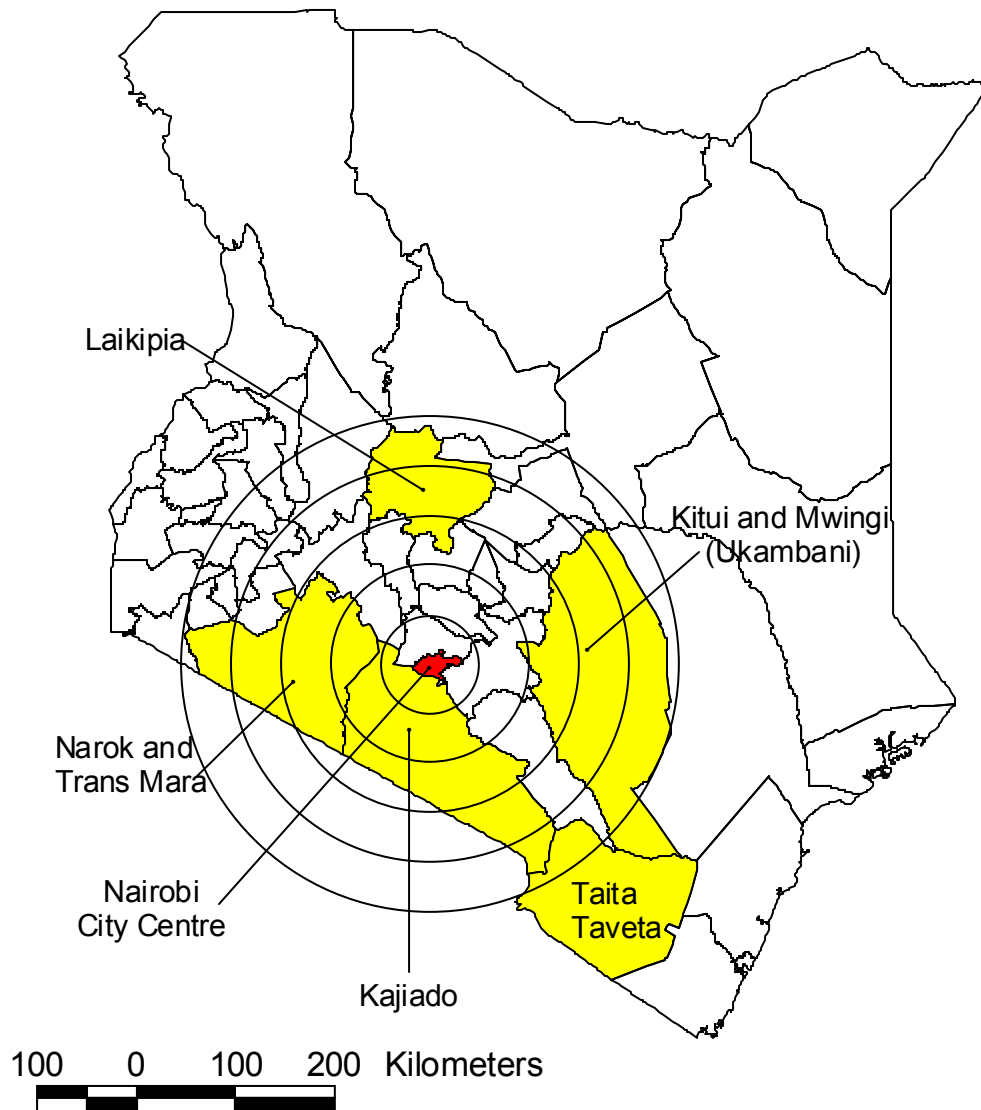 Laikipia
Kitui and Mwingi
(Ukambani)
Narok and
Trans Mara
Nairobi
City Centre
Taita
Taveta
Kajiado
100 0 100 200 Kilometers